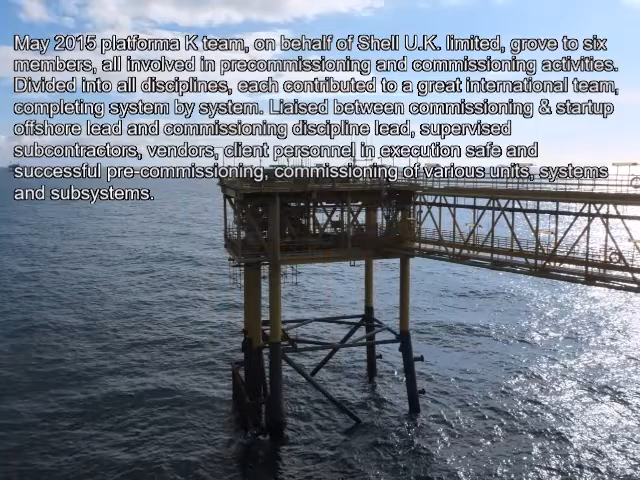 May 2015 platforma K team, on behalf of Shell U.K. limited, grove to six
members, all involved in precommissioning and commissioning activities.
Divided into all disciplines, each contributed to a great international team,
completing system by system. Liaised between commissioning & startup
offshore lead and commissioning discipline lead, supervised
subcontractors, vendors, client personnel in execution safe and
successful pre-commissioning, commissioning of various units, systems
and subsystems.